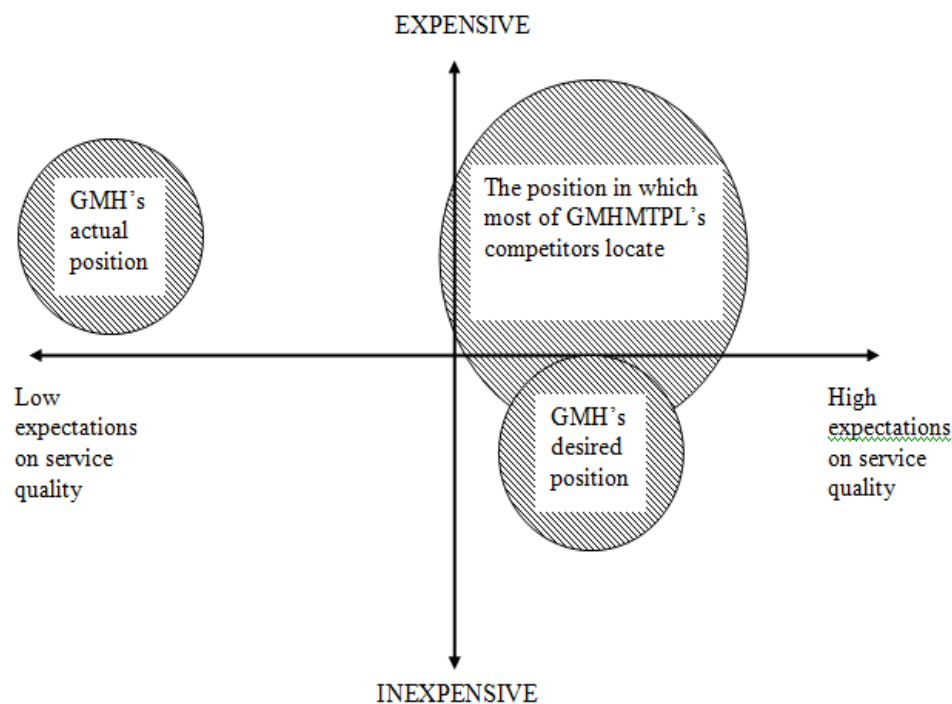 EXPENSIVE
GMH's
actual
position
The position in which
most of GMHMTPL's
competitors locate
Low
expectations
on service
quality
GMH's
desired
position
High
expectations
on service
quality
INEXPENSIVE